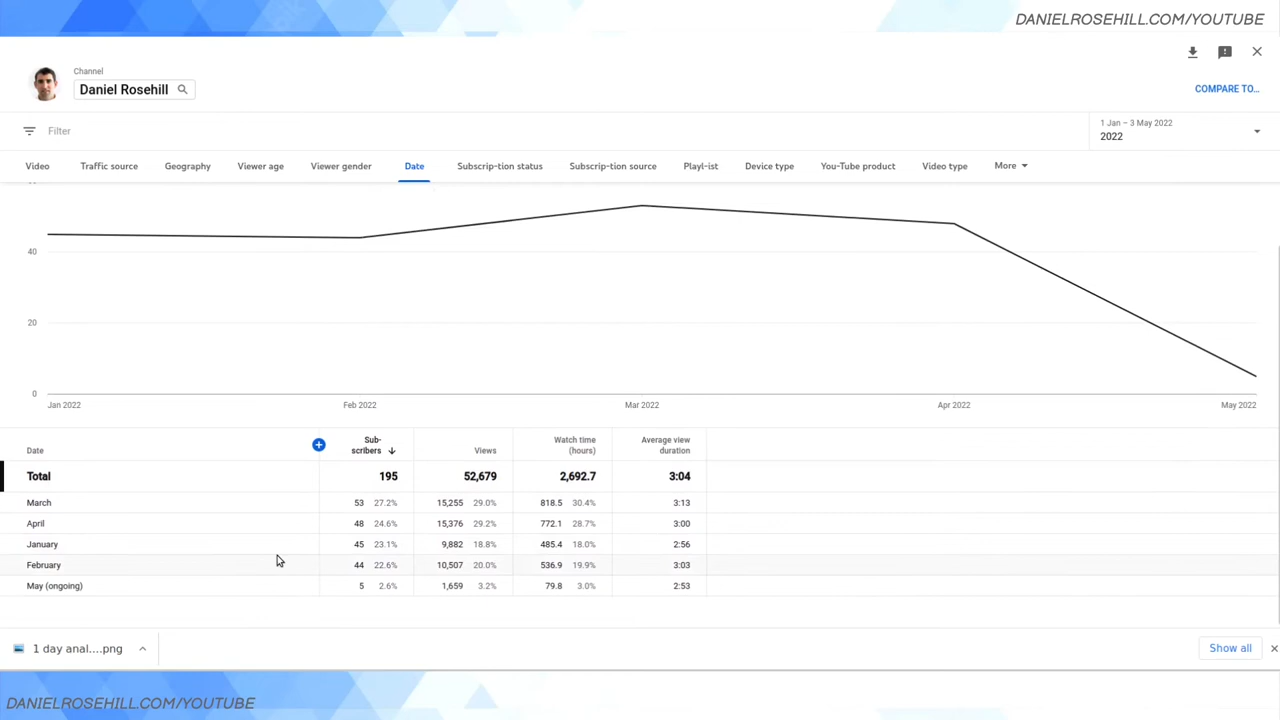 DANIELROSEHILL.COM/YOUTUBE
Channel
Daniel Rosehill
COMPARE TO...
Filter
1 Jan – 3 May 2022
2022
Video Traffic source Geography Viewer age Viewer gender Date Subscrip-tion status Subscrip-tion source Playl-ist Device type You-Tube product Video type More
40
20
0
Jan 2022 Feb 2022 Mar 2022 Apr 2022 May 2022
Sub- Watch time Average view
Date scribers Views (hours) duration
Total 195 52,679 2,692.7 3:04
March 53 27.2% 15,255 29.0% 818.5 30.4% 3:13
April 48 24.6% 15,376 29.2% 772.1 28.7% 3:00
January 45 23.1% 9,882 18.8% 485.4 18.0% 2:56
February 44 22.6% 10,507 20.0% 536.9 19.9% 3:03
May (ongoing) 5 2.6% 1,659 3.2% 79.8 3.0% 2:53
1 day anal....png Show all
DANIELROSEHILL.COM/YOUTUBE